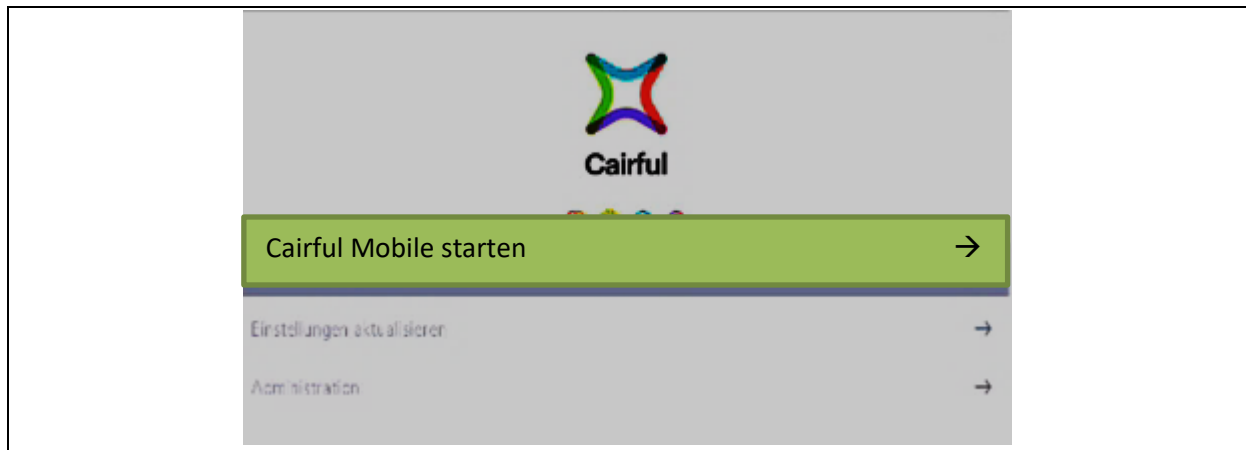 Cairful
Cairful Mobile starten →
Einstellungen aktualisieren →
Administration →